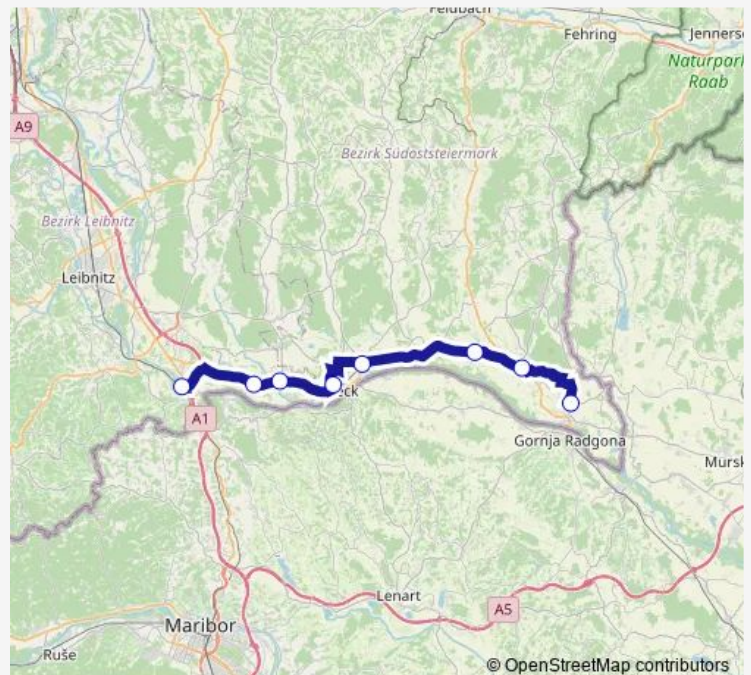 Feldbach
Fehring
Jennersd
Naturpark
Raab
A9
Bezirk Südoststeiermark
Bezirk Leibnitz
Leibnitz
eck
A1
Gornja Radgona
Mursk
Lenart
A5
Maribor
Ruše
© OpenStreetMap contributors